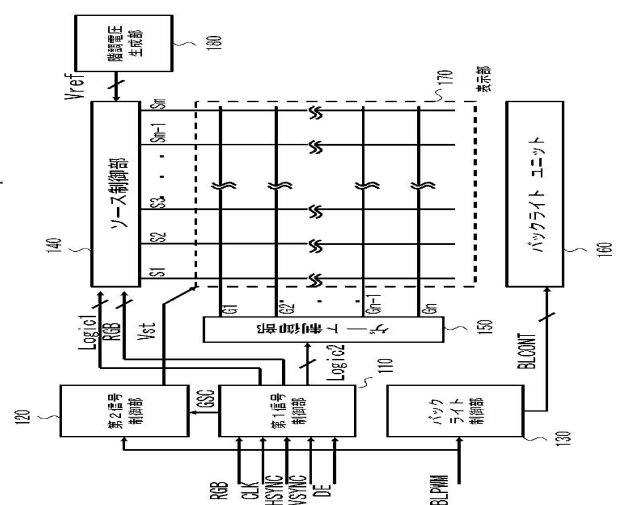 階調電圧
生成部
180
Vref
ソース制御部
140
Sm
Sm-1
S3
S2
S1
170
表示部
Logic1
RGB
Vst
G1
G2
Gm-1
Gm
ゲート制御部
150
バックライト ユニット
160
120
第2信号
制御部
GSC
第1信号
制御部
110
Logic2
バック
ライト
制御部
130
BLCONT
RGB
CLK
HSYNC
VSYNC
DE
BLPWM